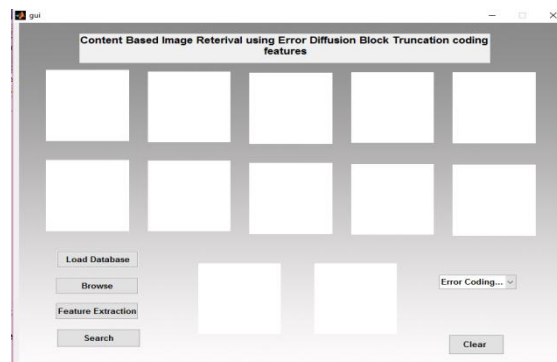 gui
Content Based Image Reterival using Error Diffusion Block Truncation coding
features
Load Database
Browse
Feature Extraction
Search
Error Coding...
Clear